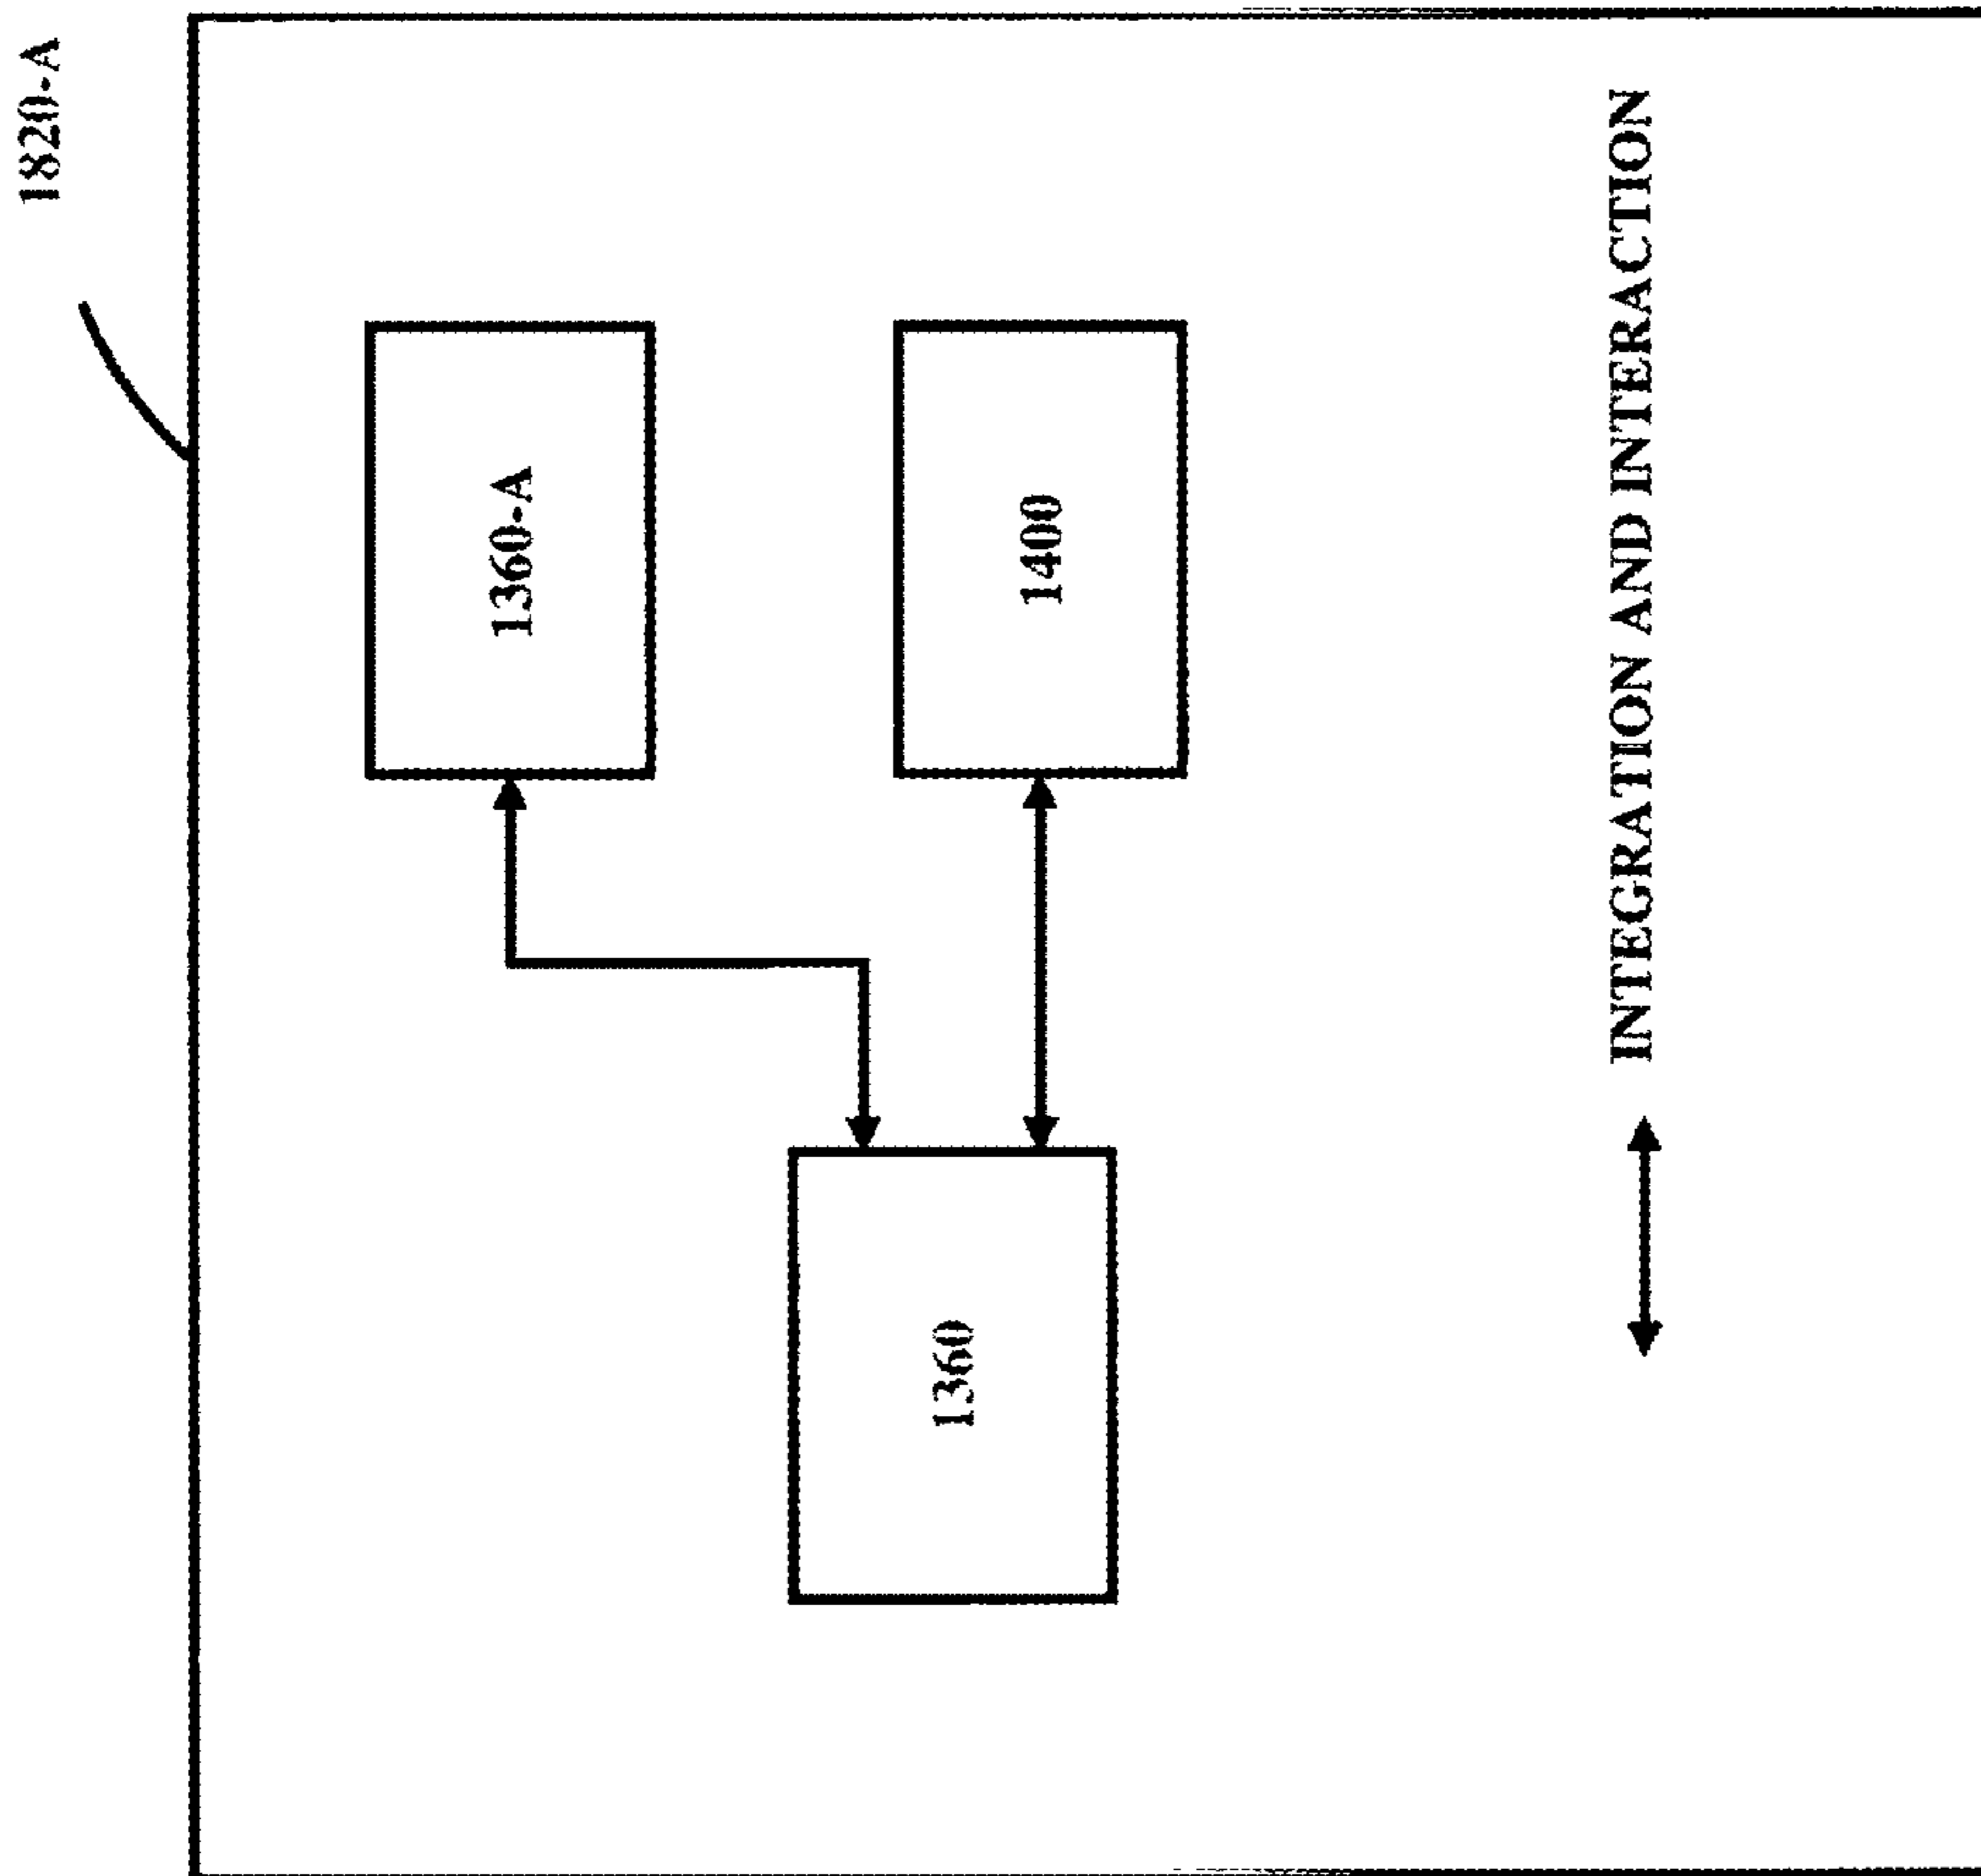 1820-A
1360-A
1400
1360
INTEGRATION AND INTERACTION